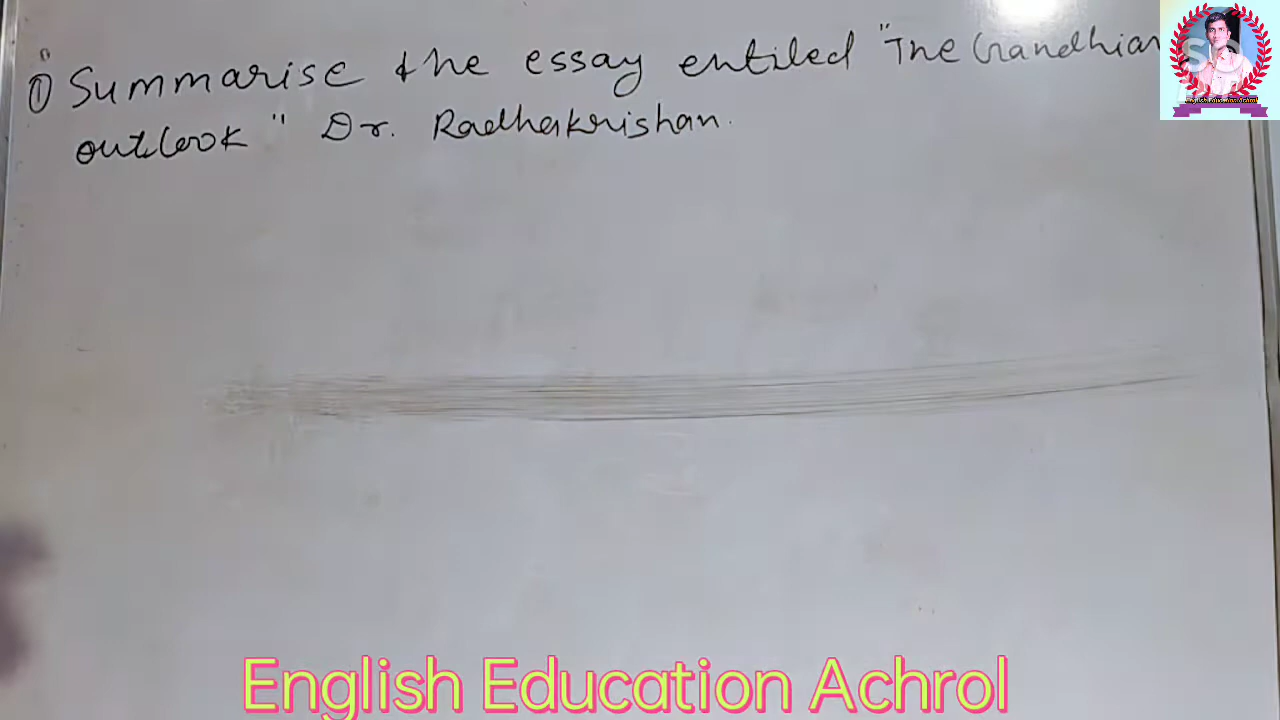 "
① Summarise the essay entiled "The Gandhian
outlook" Dr. Radhakrishan.
English Education Achrol